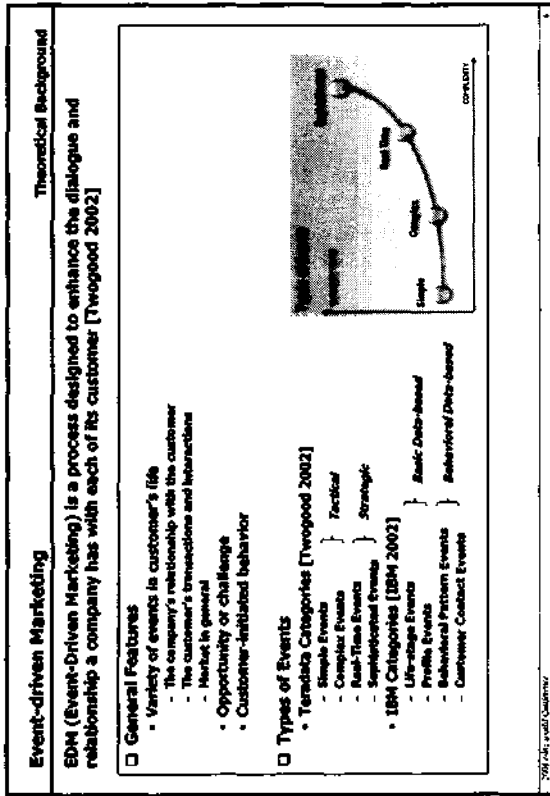 Event-driven Marketing
Theoretical Background
EDM (Event-Driven Marketing) is a process designed to enhance the dialogue and
relationship a company has with each of its customer [Twogood 2002]
□ General Features
• Variety of events in customer's life
- The company's relationship with the customer
- The customer's transactions and interactions
- Market in general
• Opportunity or challenge
• Customer-initiated behavior
□ Types of Events
• Teradata Categories [Twogood 2002]
- Simple Events
- Complex Events
Tactical
- Real-Time Events
- Sophisticated Events
Strategic
• IBM Categories [IBM 2002]
- Life-stage Events
- Profile Events
Basic Data-based
- Behavioral Pattern Events
- Customer Contact Events
Behavioral Data-based
Simple
Complex
Real Time
COMPLEXITY